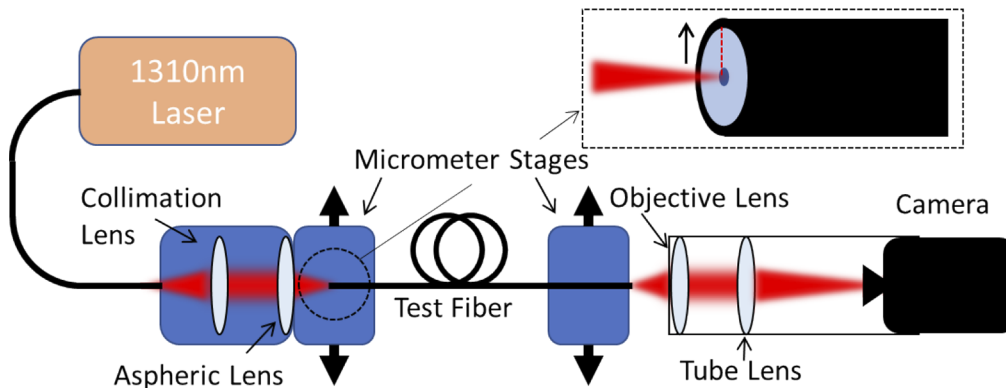 1310nm
Laser
Micrometer Stages
Collimation
Lens
Objective Lens
Camera
Test Fiber
Aspheric Lens
Tube Lens